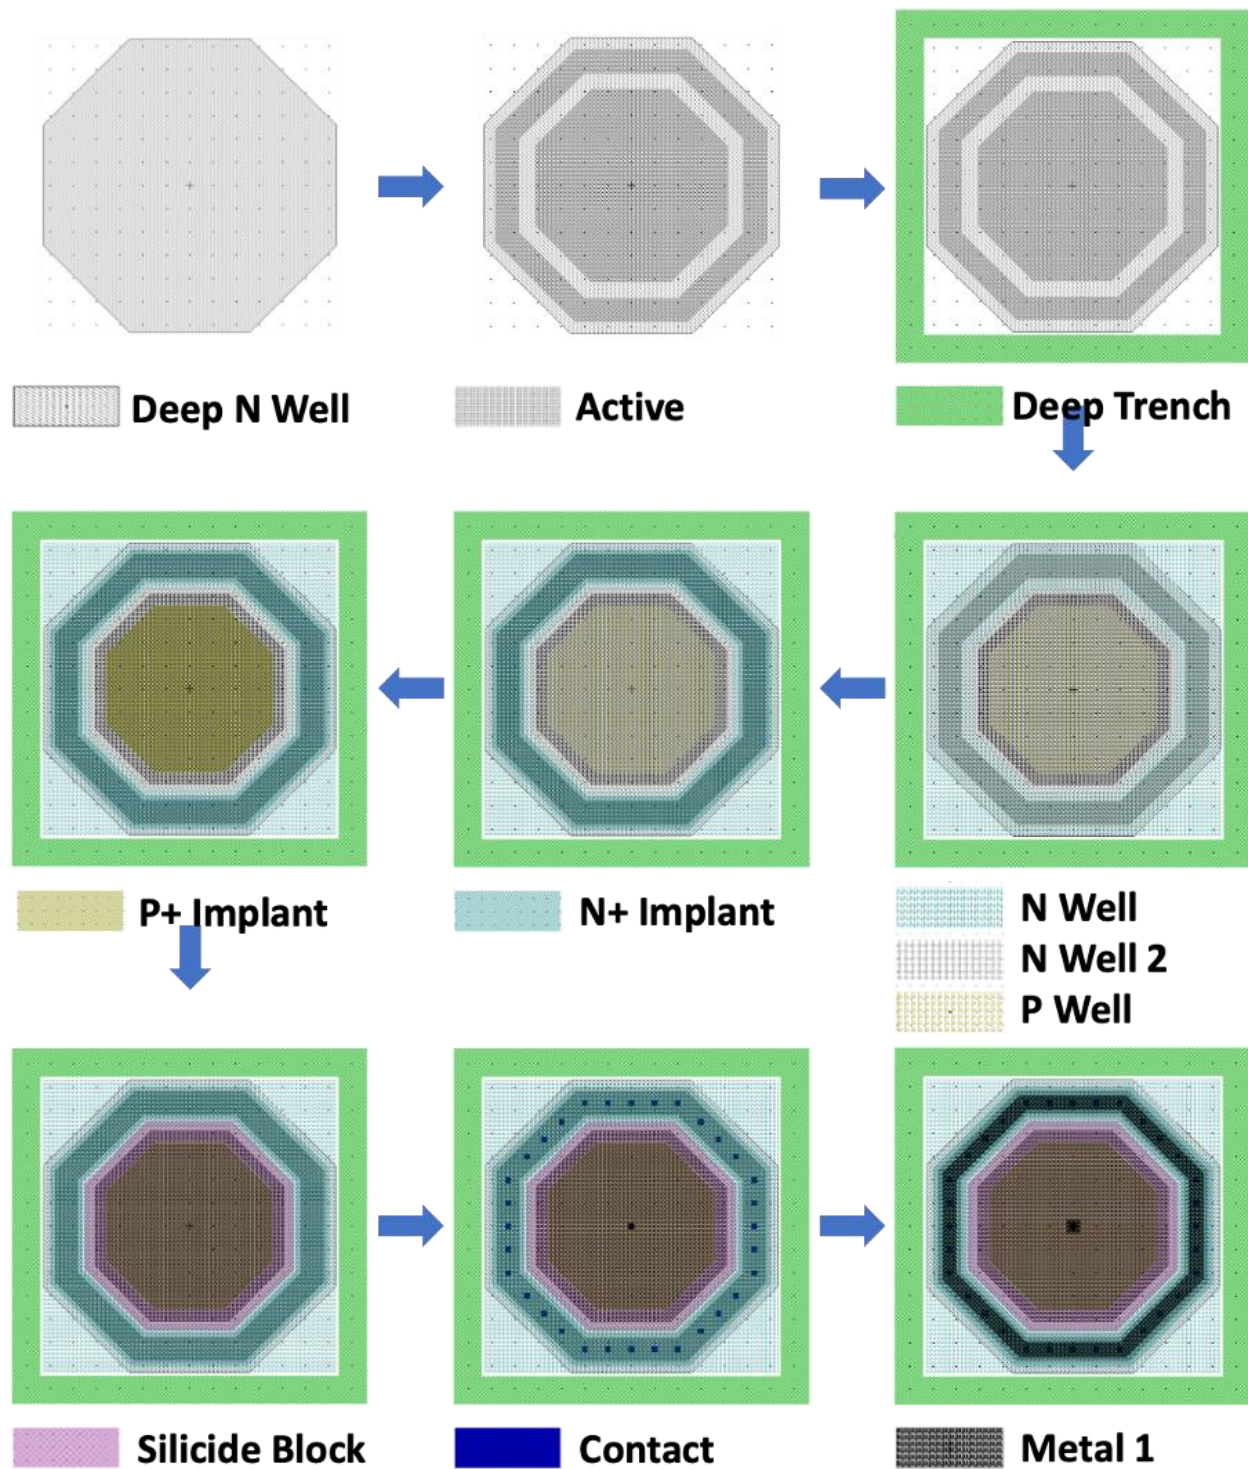 Deep N Well
Active
Deep Trench
P+ Implant
N+ Implant
N Well
N Well 2
P Well
Silicide Block
Contact
Metal 1